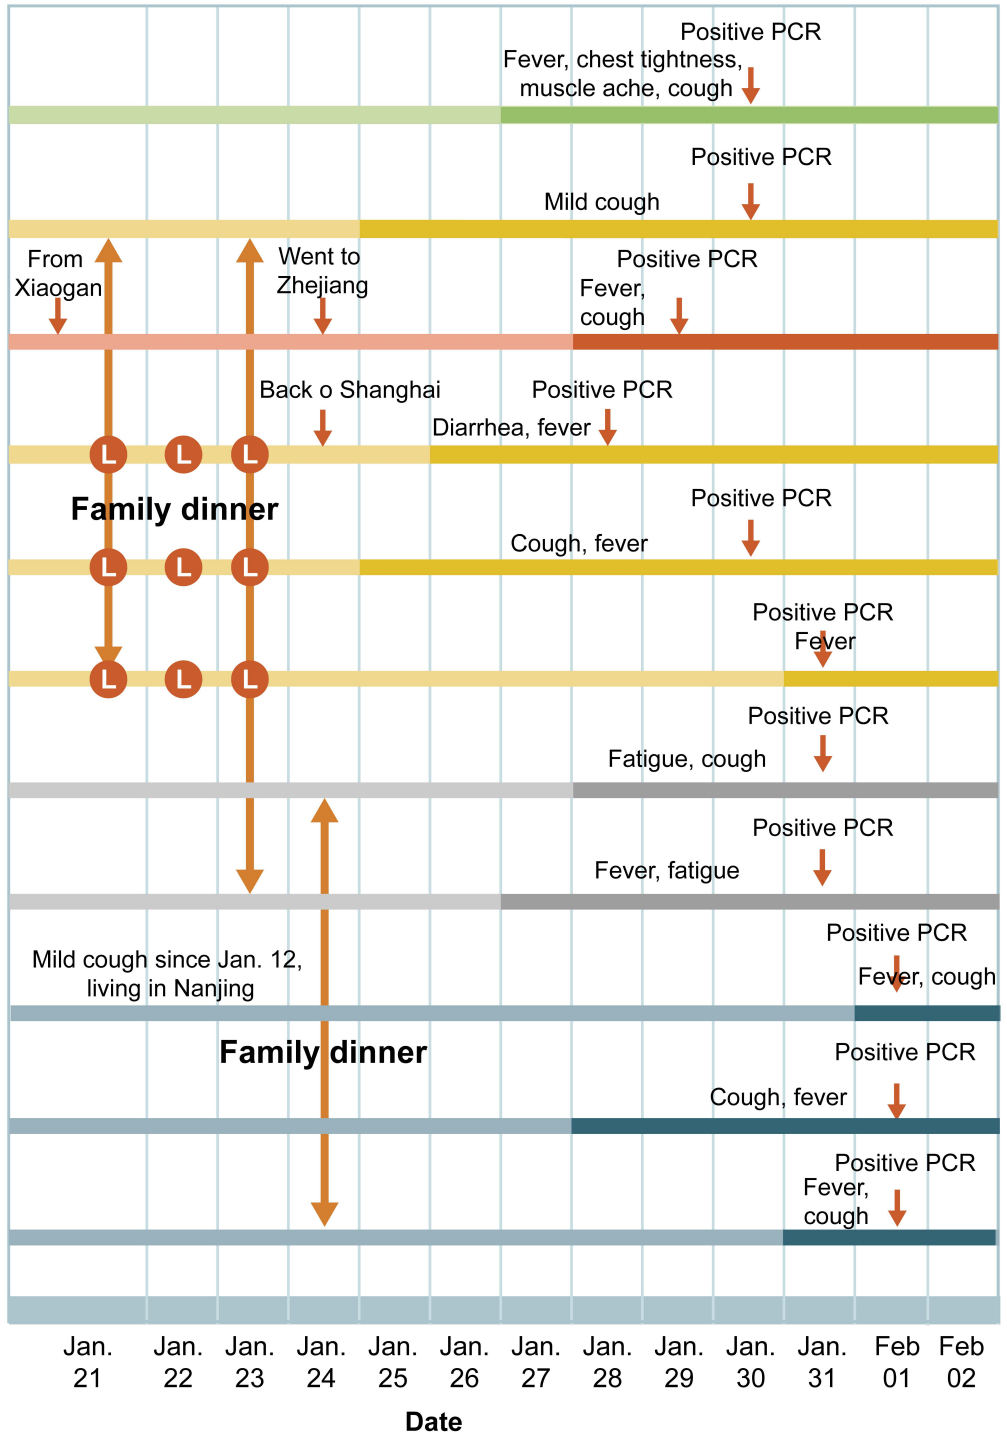 Positive PCR
Fever, chest tightness,
muscle ache, cough
Positive PCR
Mild cough
From
Xiaogan
Went to
Zhejiang
Positive PCR
Fever,
cough
Back o Shanghai
Positive PCR
Diarrhea, fever
L L L
Family dinner
Positive PCR
Cough, fever
L L L
Positive PCR
Fever
L L L
Positive PCR
Fatigue, cough
Positive PCR
Fever, fatigue
Positive PCR
Fever, cough
Mild cough since Jan. 12,
living in Nanjing
Family dinner
Positive PCR
Cough, fever
Positive PCR
Fever,
cough
Jan. Jan. Jan. Jan. Jan. Jan. Jan. Jan. Jan. Jan. Jan. Feb Feb
21 22 23 24 25 26 27 28 29 30 31 01 02
Date